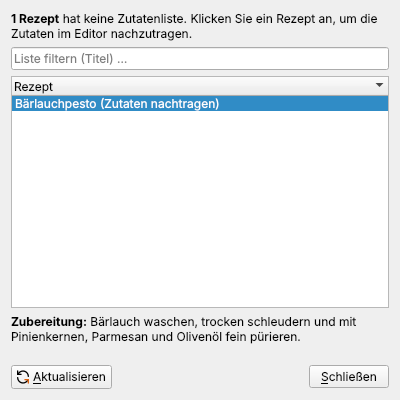 1 Rezept hat keine Zutatenliste. Klicken Sie ein Rezept an, um die
Zutaten im Editor nachzutragen.
Liste filtern (Titel) ...
Rezept
Bärlauchpesto (Zutaten nachtragen)
Zubereitung: Bärlauch waschen, trocken schleudern und mit
Pinienkernen, Parmesan und Olivenöl fein pürieren.
Aktualisieren
Schließen